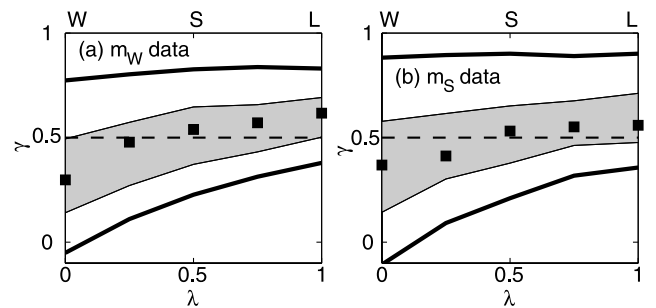 W S L W S L
(a) m_W data
(b) m_S data
1 1
γ 0.5 γ 0.5
0 0
0 0.5 1 0 0.5 1
λ λ